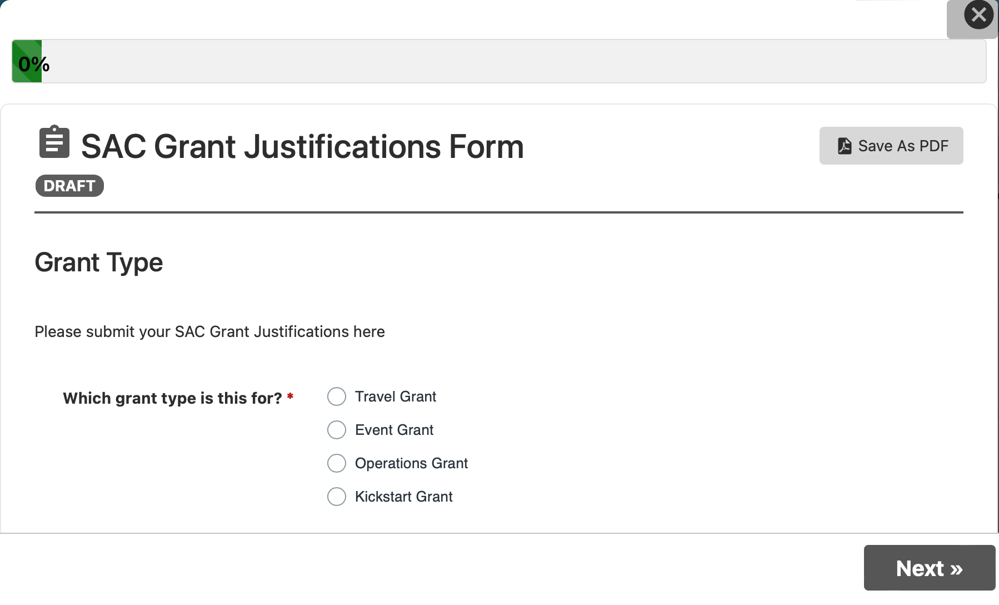 0%
SAC Grant Justifications Form
Save As PDF
DRAFT
Grant Type
Please submit your SAC Grant Justifications here
Which grant type is this for? *
Travel Grant
Event Grant
Operations Grant
Kickstart Grant
Next »